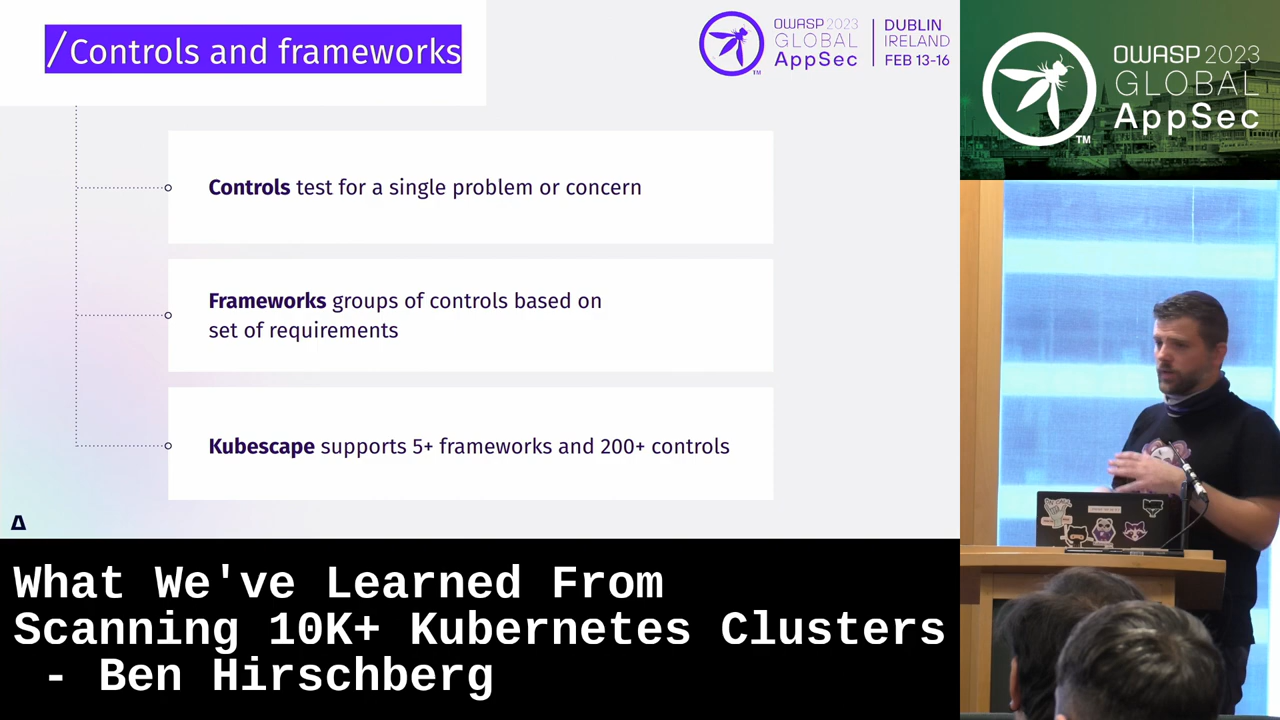 /Controls and frameworks
OWASP 2023
GLOBAL
AppSec
TM
DUBLIN
IRELAND
FEB 13-16
Controls test for a single problem or concern
Frameworks groups of controls based on
set of requirements
Kubescape supports 5+ frameworks and 200+ controls
What We've Learned From
Scanning 10K+ Kubernetes Clusters
- Ben Hirschberg
OWASP 2023
GLOBAL
AppSec
TM